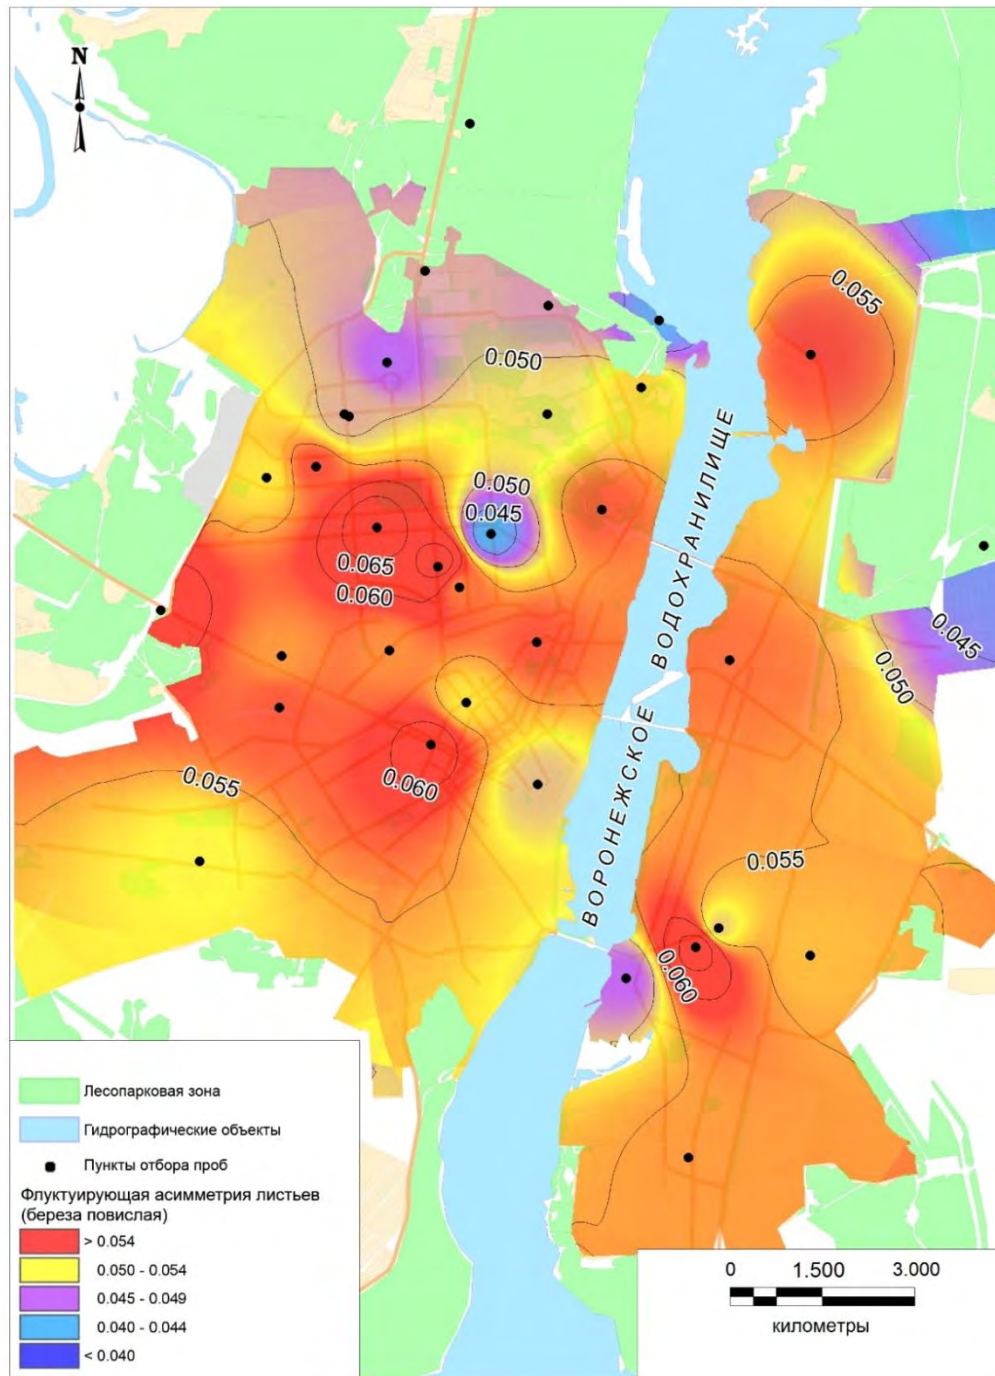 N
0.055
0.050
0.050
0.045
0.065
0.060
0.045
0.050
ВОРОНЕЖСКОЕ ВОДОХРАНИЛИЩЕ
0.060
0.055
0.055
0.060
Лесопарковая зона
Гидрографические объекты
Пункты отбора проб
Флуктуирующая асимметрия листьев
(береза повислая)
> 0.054
0.050 - 0.054
0.045 - 0.049
0.040 - 0.044
< 0.040
0 1.500 3.000
километры